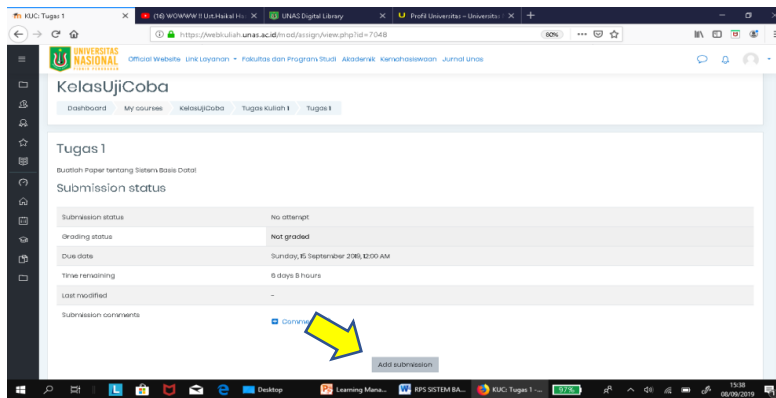 KUC: Tugas 1
(16) WOWWW !! Ust.Haikal Ha
UNAS Digital Library
Profil Universitas – Universitas
https://webkuliah.unas.ac.id/mod/assign/view.php?id=7048
80%
UNIVERSITAS
NASIONAL
Official Website Link Layanan Fakultas dan Program Studi Akademik Kemahasiswaan Jurnal Unas
KelasUjiCoba
Dashboard My courses KelasUjiCoba Tugas Kuliah 1 Tugas 1
Tugas 1
Buatlah Paper tentang Sistem Basis Data!
Submission status
Submission status No attempt
Grading status Not graded
Due date Sunday, 15 September 2019, 12:00 AM
Time remaining 6 days 8 hours
Last modified -
Submission comments
Comme
Add submission
Desktop
Learning Mana...
RPS SISTEM BA...
KUC: Tugas 1 -...
97%
15:38
08/09/2019